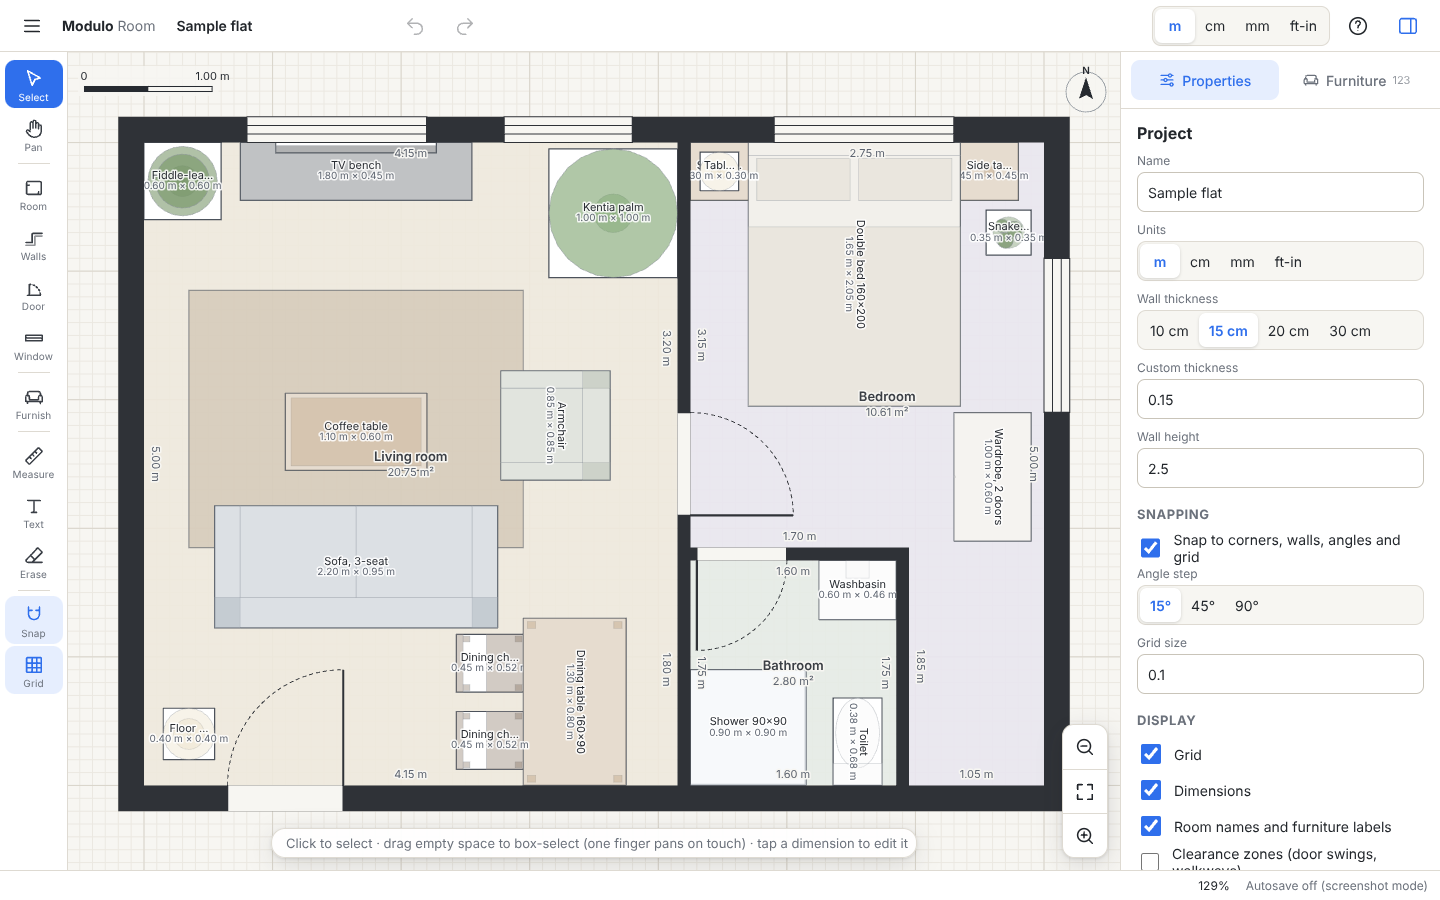 Modulo Room
Sample flat
m cm mm ft-in
Select
Pan
Room
Walls
Door
Window
Furnish
Measure
Text
Erase
Snap
Grid
0 1.00 m
N
4.15 m
TV bench
1.80 m × 0.45 m
Fiddle-lea...
0.60 m × 0.60 m
Kentia palm
1.00 m × 1.00 m
2.75 m
Tabl...
30 m × 0.30 m
Side ta...
45 m × 0.45 m
Snake...
0.35 m × 0.35 m
Double bed 160×200
1.65 m × 2.05 m
3.20 m
3.15 m
Bedroom
10.61 m²
Armchair
0.85 m × 0.85 m
Coffee table
1.10 m × 0.60 m
Living room
20.75 m²
5.00 m
Wardrobe, 2 doors
1.00 m × 0.60 m
5.00 m
1.70 m
1.60 m
Sofa, 3-seat
2.20 m × 0.95 m
Washbasin
0.60 m × 0.46 m
Dining ch...
0.45 m × 0.52 m
Dining table 160×90
1.30 m × 0.80 m
1.80 m
1.75 m
Bathroom
2.80 m²
1.75 m
1.85 m
Shower 90×90
0.90 m × 0.90 m
Toilet
0.38 m × 0.68 m
Floor ...
0.40 m × 0.40 m
Dining ch...
0.45 m × 0.52 m
4.15 m
1.60 m
1.05 m
Click to select · drag empty space to box-select (one finger pans on touch) · tap a dimension to edit it
Properties
Furniture 123
Project
Name
Sample flat
Units
m cm mm ft-in
Wall thickness
10 cm 15 cm 20 cm 30 cm
Custom thickness
0.15
Wall height
2.5
SNAPPING
Snap to corners, walls, angles and
grid
Angle step
15° 45° 90°
Grid size
0.1
DISPLAY
Grid
Dimensions
Room names and furniture labels
Clearance zones (door swings,
walkways)
129% Autosave off (screenshot mode)